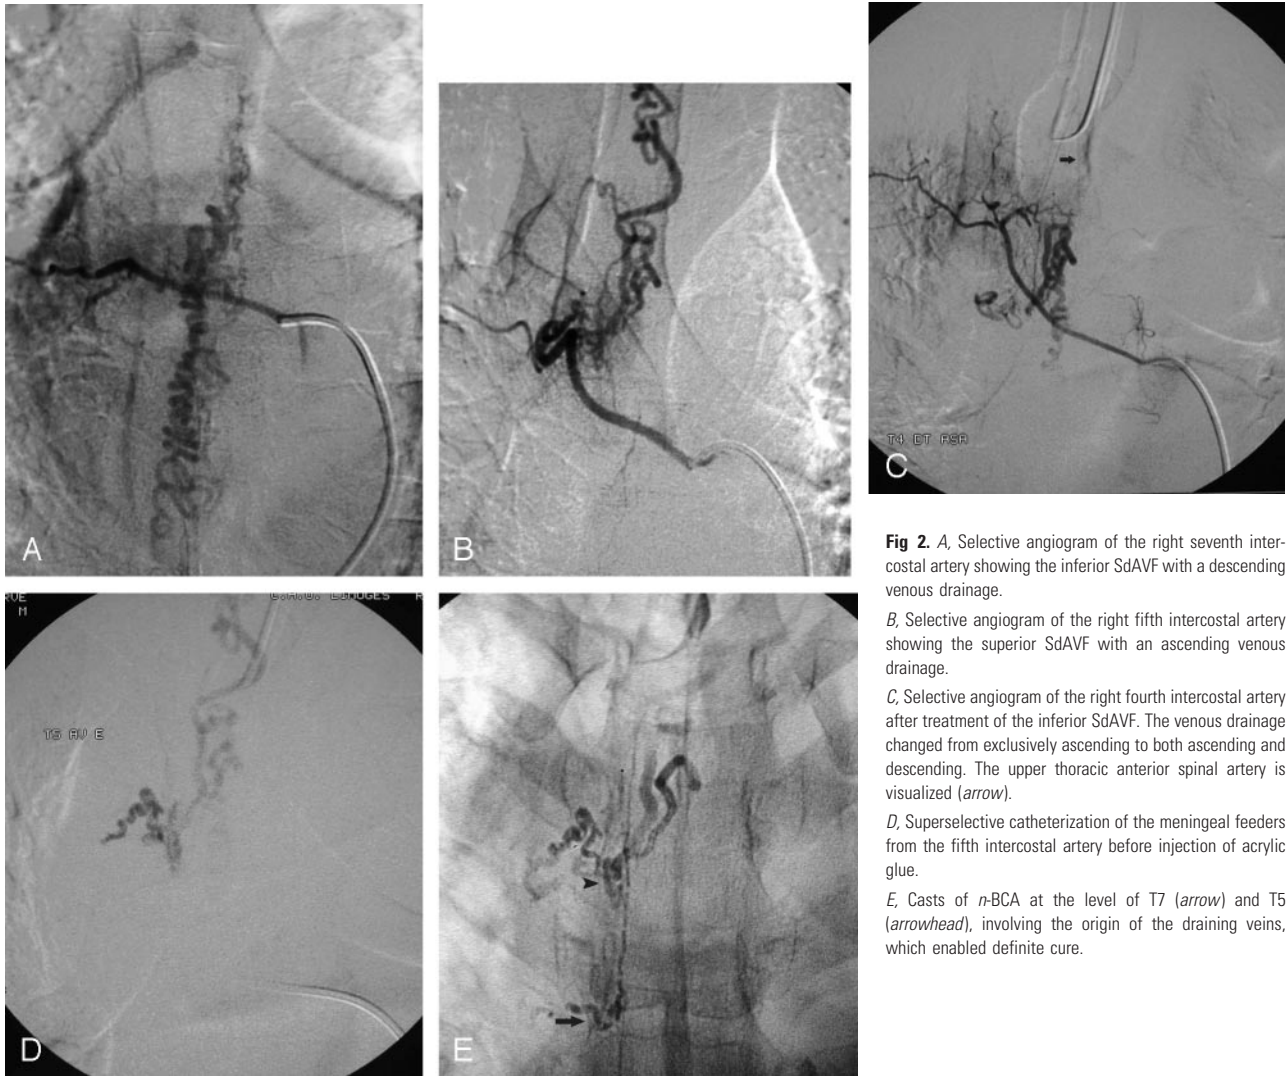 A
B
T4 DT ASA
C
Fig 2. A, Selective angiogram of the right seventh inter-
costal artery showing the inferior SdAVF with a descending
venous drainage.
B, Selective angiogram of the right fifth intercostal artery
showing the superior SdAVF with an ascending venous
drainage.
C, Selective angiogram of the right fourth intercostal artery
after treatment of the inferior SdAVF. The venous drainage
changed from exclusively ascending to both ascending and
descending. The upper thoracic anterior spinal artery is
visualized (arrow).
D, Superselective catheterization of the meningeal feeders
from the fifth intercostal artery before injection of acrylic
glue.
E, Casts of n-BCA at the level of T7 (arrow) and T5
(arrowhead), involving the origin of the draining veins,
which enabled definite cure.
M
T5 AV E
D
E